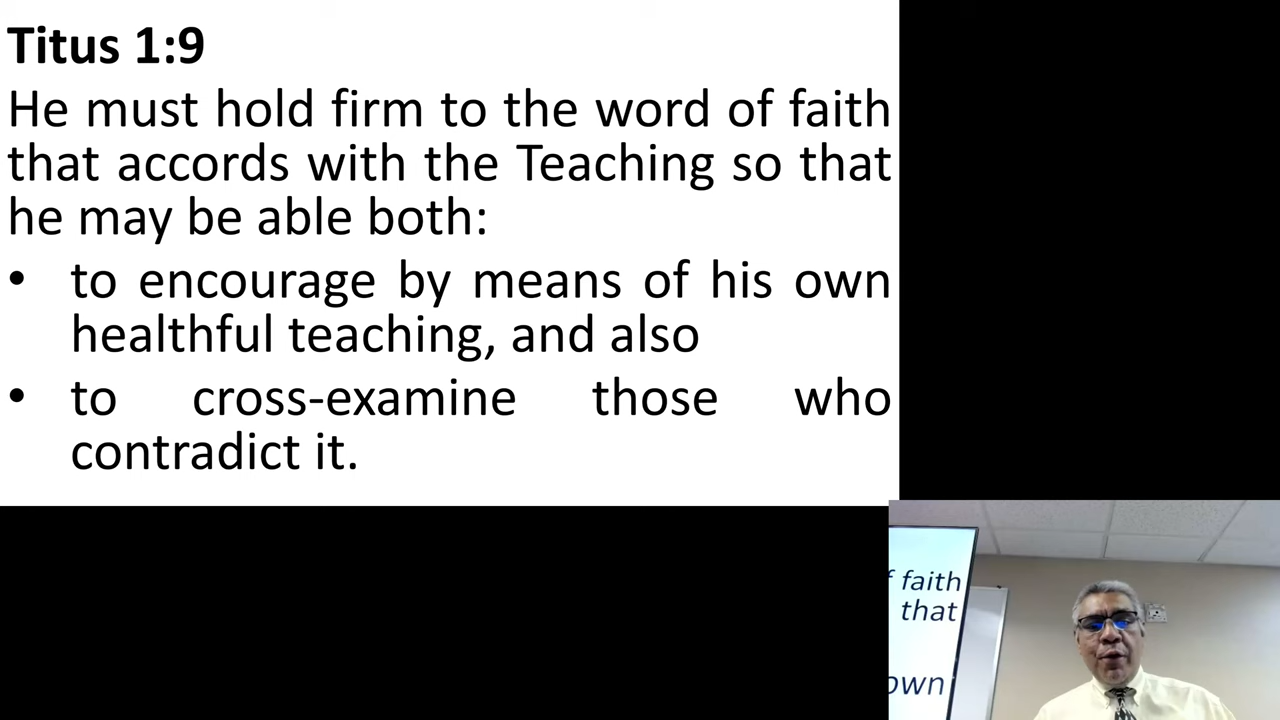 Titus 1:9
He must hold firm to the word of faith
that accords with the Teaching so that
he may be able both:
• to encourage by means of his own
healthful teaching, and also
• to cross-examine those who
contradict it.
faith
that
own